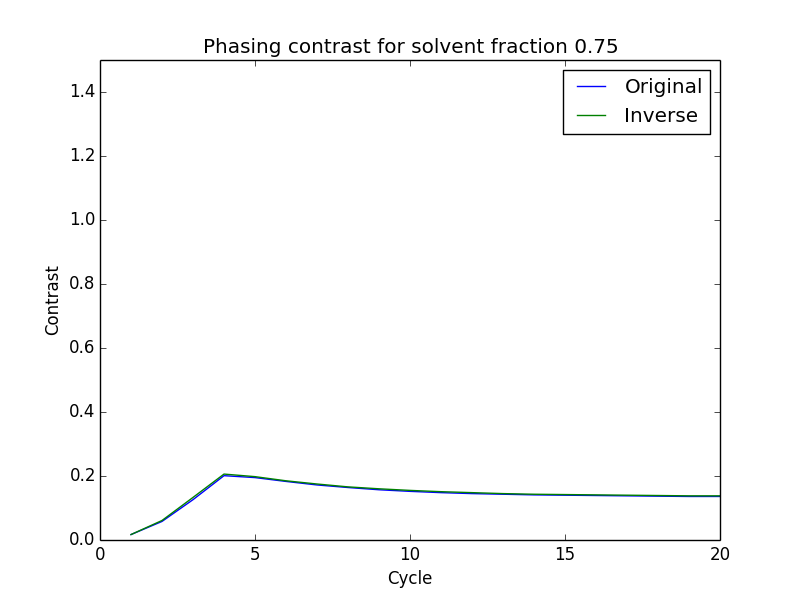 Phasing contrast for solvent fraction 0.75
Original
Inverse
1.4
1.2
1.0
0.8
0.6
0.4
0.2
0.0
Contrast
0 5 10 15 20
Cycle